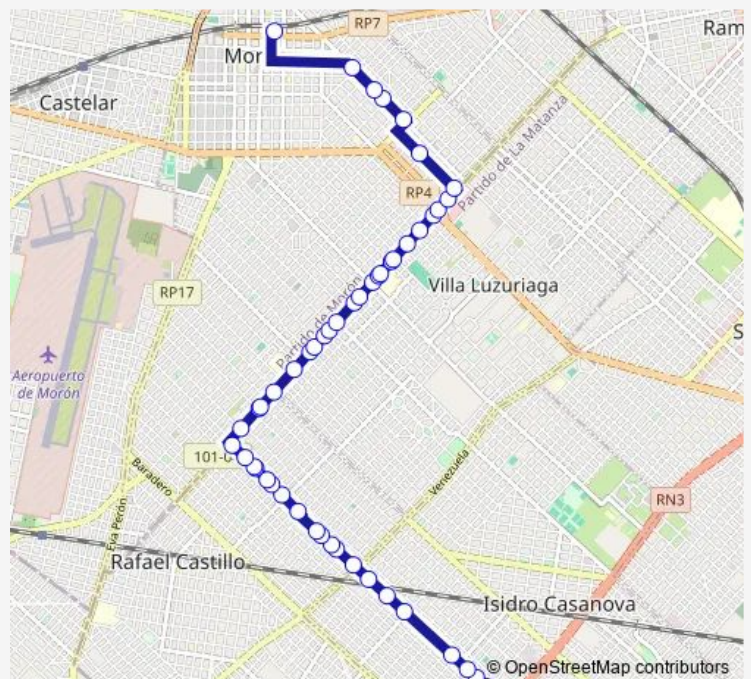 RP7
Ram
Mor
Castelar
Partido de La Matanza
RP4
Villa Luzuriaga
RP17
Partido de Morón
S
Aeropuerto
de Morón
101-0
Baradero
Venezuela
RN3
Eva Perón
Rafael Castillo
Isidro Casanova
© OpenStreetMap contributors